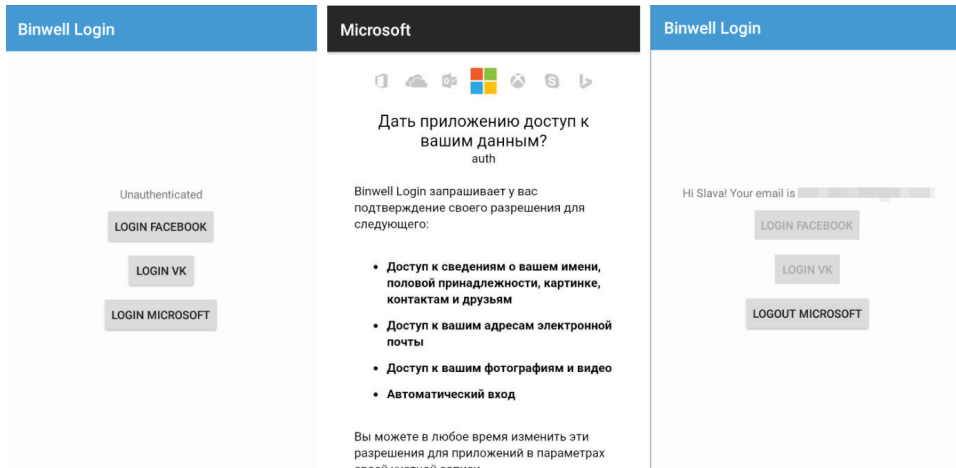 Binwell Login
Unauthenticated
LOGIN FACEBOOK
LOGIN VK
LOGIN MICROSOFT
Microsoft
Дать приложению доступ к
вашим данным?
auth
Binwell Login запрашивает у вас
подтверждение своего разрешения для
следующего:
• Доступ к сведениям о вашем имени,
половой принадлежности, картинке,
контактам и друзьям
• Доступ к вашим адресам электронной
почты
• Доступ к вашим фотографиям и видео
• Автоматический вход
Вы можете в любое время изменить эти
разрешения для приложений в параметрах
своей учетной записи
Binwell Login
Hi Slava! Your email is
LOGIN FACEBOOK
LOGIN VK
LOGOUT MICROSOFT